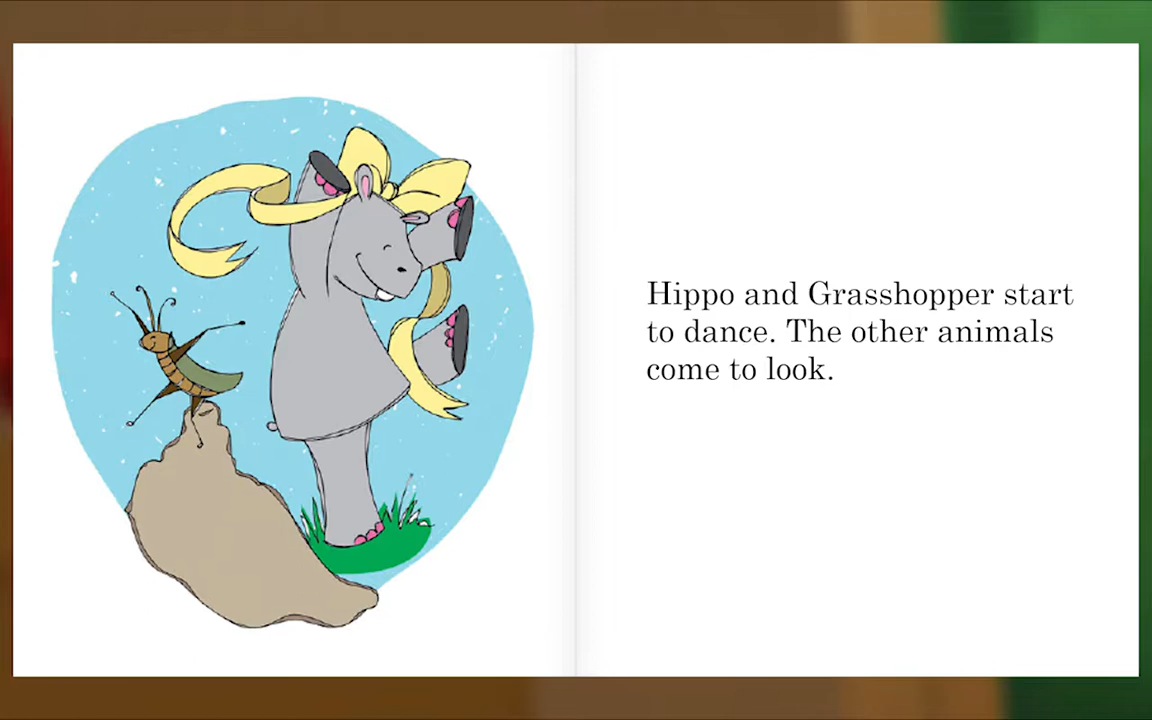 Hippo and Grasshopper start
to dance. The other animals
come to look.